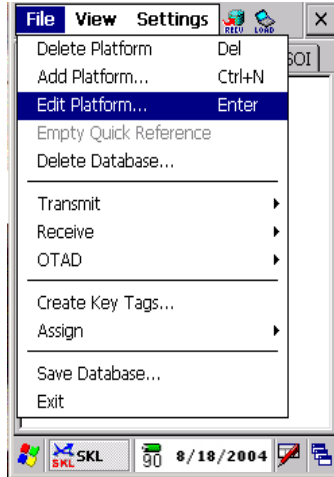 File View Settings RECV LOAD
Delete Platform Del
SOI
Add Platform... Ctrl+N
Edit Platform... Enter
Empty Quick Reference
Delete Database...
Transmit
Receive
OTAD
Create Key Tags...
Assign
Save Database...
Exit
SKL SKL 90 8/18/2004